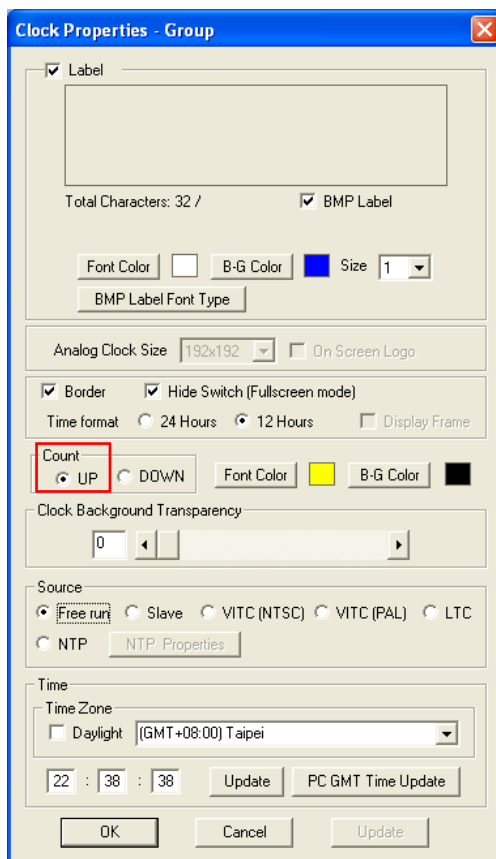 Clock Properties - Group
Label
Total Characters: 32 /
BMP Label
Font Color B-G Color Size 1
BMP Label Font Type
Analog Clock Size 192x192 On Screen Logo
Border Hide Switch (Fullscreen mode)
Time format 24 Hours 12 Hours Display Frame
Count
UP DOWN Font Color B-G Color
Clock Background Transparency
0
Source
Free run Slave VITC (NTSC) VITC (PAL) LTC
NTP NTP Properties
Time
Time Zone
Daylight (GMT+08:00) Taipei
22 : 38 : 38 Update PC GMT Time Update
OK Cancel Update